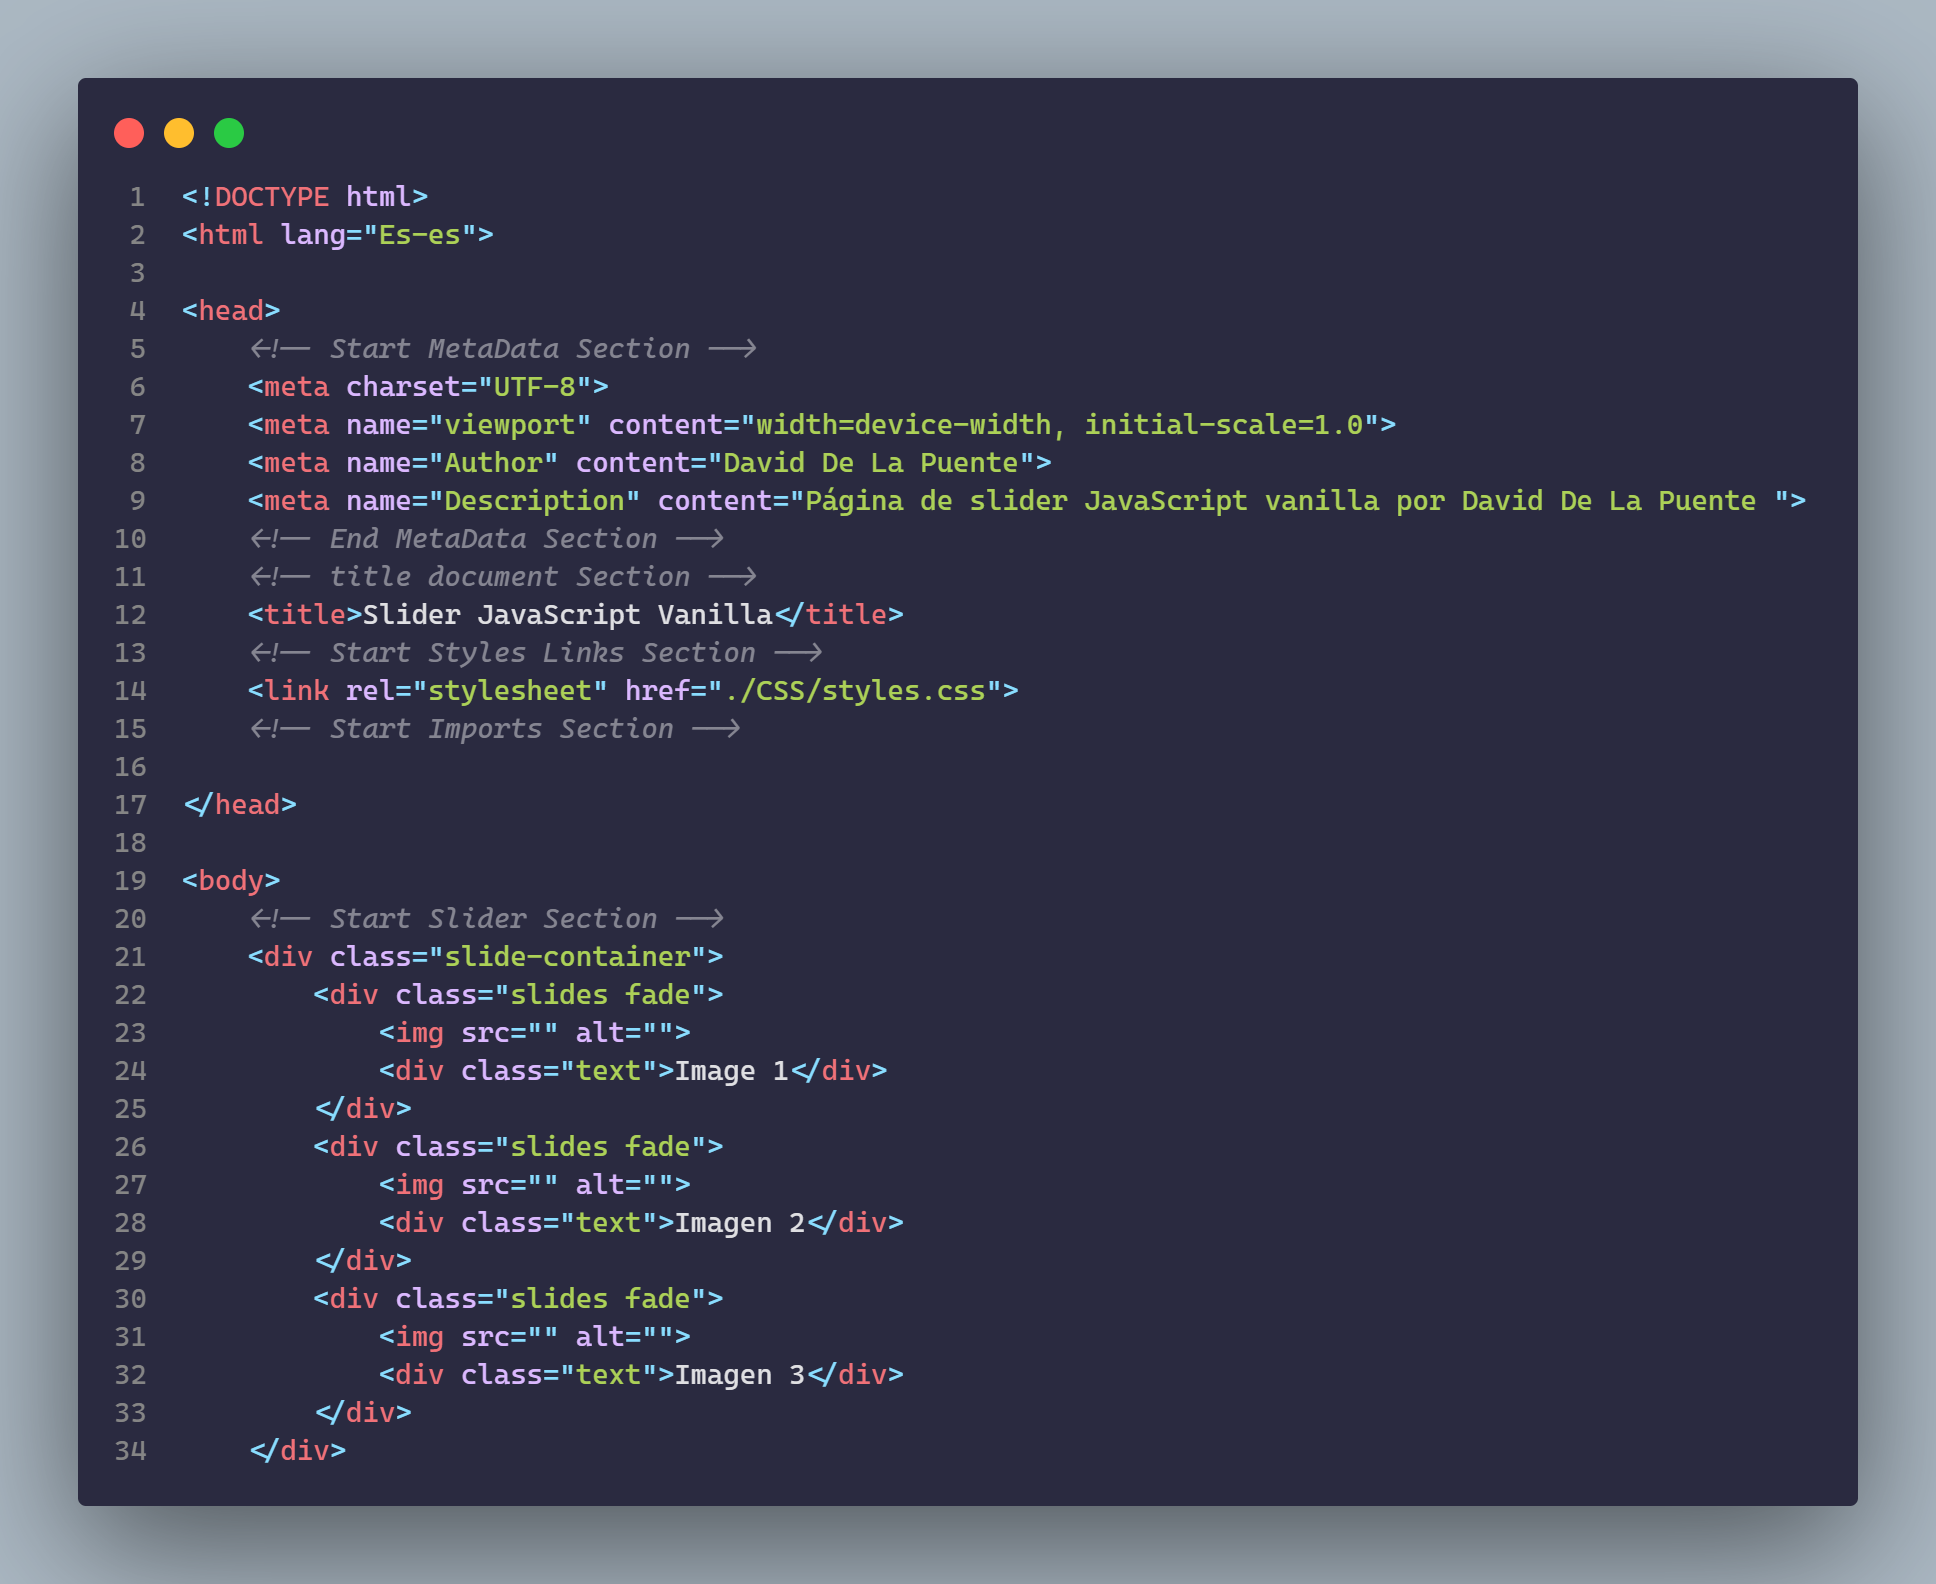 1 <!DOCTYPE html>
2 <html lang="Es-es">
3
4 <head>
5     <!-- Start MetaData Section -->
6     <meta charset="UTF-8">
7     <meta name="viewport" content="width=device-width, initial-scale=1.0">
8     <meta name="Author" content="David De La Puente">
9     <meta name="Description" content="Página de slider JavaScript vanilla por David De La Puente ">
10     <!-- End MetaData Section -->
11     <!-- title document Section -->
12     <title>Slider JavaScript Vanilla</title>
13     <!-- Start Styles Links Section -->
14     <link rel="stylesheet" href="./CSS/styles.css">
15     <!-- Start Imports Section -->
16
17 </head>
18
19 <body>
20     <!-- Start Slider Section -->
21     <div class="slide-container">
22         <div class="slides fade">
23             <img src="" alt="">
24             <div class="text">Image 1</div>
25         </div>
26         <div class="slides fade">
27             <img src="" alt="">
28             <div class="text">Imagen 2</div>
29         </div>
30         <div class="slides fade">
31             <img src="" alt="">
32             <div class="text">Imagen 3</div>
33         </div>
34     </div>